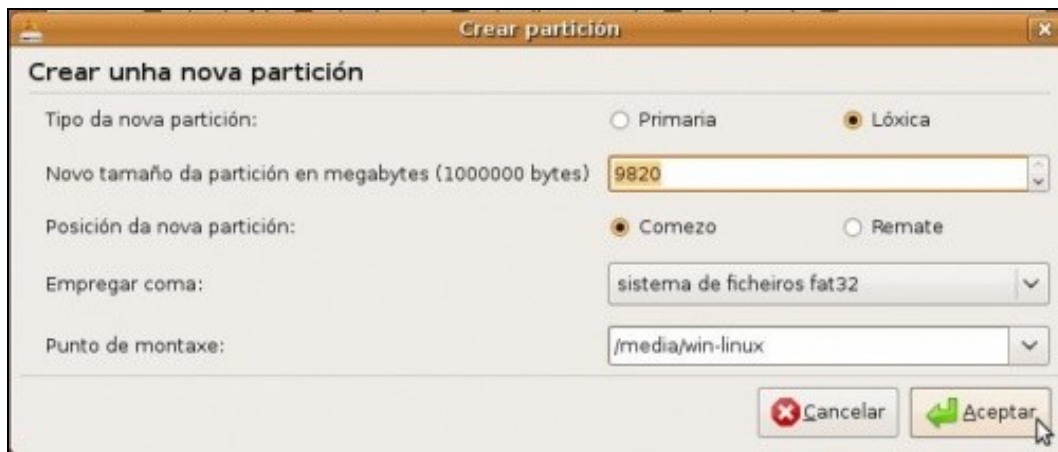 Crear partición
Crear unha nova partición
Tipo da nova partición: Primaria Lóxica
Novo tamaño da partición en megabytes (1000000 bytes) 9820
Posición da nova partición: Comezo Remate
Empregar coma: sistema de ficheiros fat32
Punto de montaxe: /media/win-linux
Cancelar Aceptar